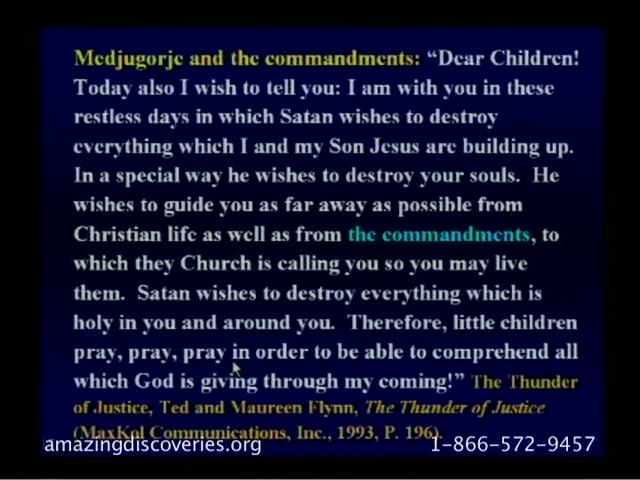 Medjugorje and the commandments: “Dear Children!
Today also I wish to tell you: I am with you in these
restless days in which Satan wishes to destroy
everything which I and my Son Jesus are building up.
In a special way he wishes to destroy your souls. He
wishes to guide you as far away as possible from
Christian life as well as from the commandments, to
which they Church is calling you so you may live
them. Satan wishes to destroy everything which is
holy in you and around you. Therefore, little children
pray, pray, pray in order to be able to comprehend all
which God is giving through my coming!” The Thunder
of Justice, Ted and Maureen Flynn, The Thunder of Justice
(MaxKol Communications, Inc., 1993, P. 196).
amazingdiscoveries.org 1-866-572-9457